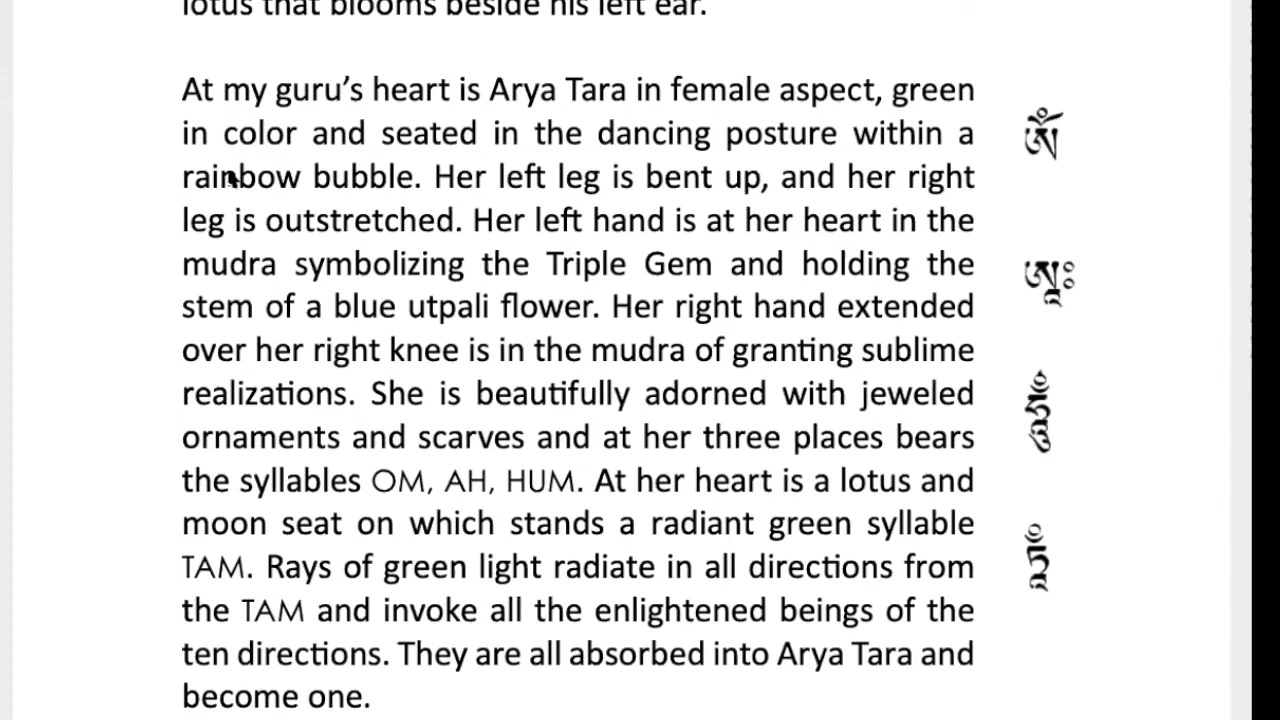 lotus that blooms beside his left ear.
At my guru’s heart is Arya Tara in female aspect, green
in color and seated in the dancing posture within a
rainbow bubble. Her left leg is bent up, and her right
leg is outstretched. Her left hand is at her heart in the
mudra symbolizing the Triple Gem and holding the
stem of a blue utpali flower. Her right hand extended
over her right knee is in the mudra of granting sublime
realizations. She is beautifully adorned with jeweled
ornaments and scarves and at her three places bears
the syllables OM, AH, HUM. At her heart is a lotus and
moon seat on which stands a radiant green syllable
TAM. Rays of green light radiate in all directions from
the TAM and invoke all the enlightened beings of the
ten directions. They are all absorbed into Arya Tara and
become one.
ཨོཾ
ཨཱཿ